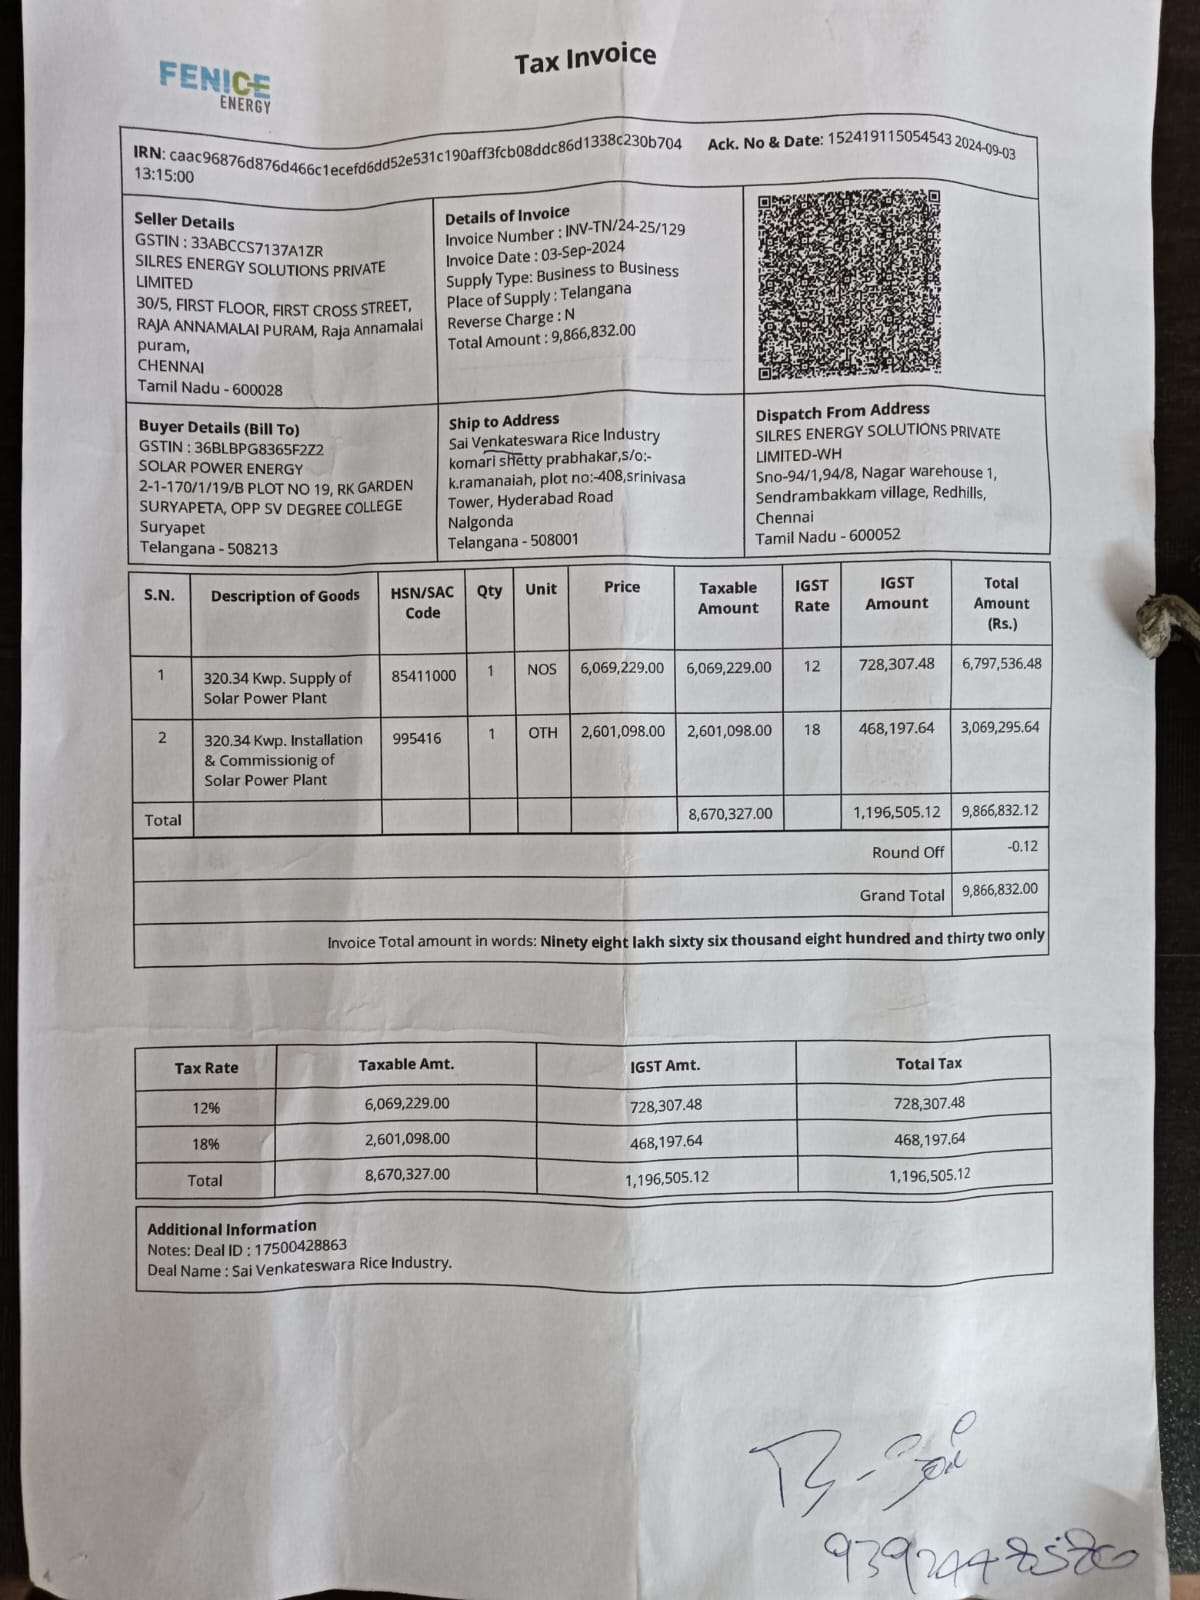 FENICE
ENERGY
Tax Invoice
IRN: caac96876d876d466c1ecefd6dd52e531c190aff3fcb08ddc86d1338c230b704 Ack. No & Date: 152419115054543 2024-09-03
13:15:00
Seller Details
GSTIN : 33ABCCS7137A1ZR
SILRES ENERGY SOLUTIONS PRIVATE
LIMITED
30/5, FIRST FLOOR, FIRST CROSS STREET,
RAJA ANNAMALAI PURAM, Raja Annamalai
puram,
CHENNAI
Tamil Nadu - 600028
Details of Invoice
Invoice Number : INV-TN/24-25/129
Invoice Date : 03-Sep-2024
Supply Type: Business to Business
Place of Supply : Telangana
Reverse Charge : N
Total Amount : 9,866,832.00
Buyer Details (Bill To)
GSTIN : 36BLBPG8365F2Z2
SOLAR POWER ENERGY
2-1-170/1/19/B PLOT NO 19, RK GARDEN
SURYAPETA, OPP SV DEGREE COLLEGE
Suryapet
Telangana - 508213
Ship to Address
Sai Venkateswara Rice Industry
komari shetty prabhakar,s/o:-
k.ramanaiah, plot no:-408,srinivasa
Tower, Hyderabad Road
Nalgonda
Telangana - 508001
Dispatch From Address
SILRES ENERGY SOLUTIONS PRIVATE
LIMITED-WH
Sno-94/1,94/8, Nagar warehouse 1,
Sendrambakkam village, Redhills,
Chennai
Tamil Nadu - 600052
S.N. Description of Goods HSN/SAC Code Qty Unit Price Taxable Amount IGST Rate IGST Amount Total Amount (Rs.)
1 320.34 Kwp. Supply of Solar Power Plant 85411000 1 NOS 6,069,229.00 6,069,229.00 12 728,307.48 6,797,536.48
2 320.34 Kwp. Installation & Commissionig of Solar Power Plant 995416 1 OTH 2,601,098.00 2,601,098.00 18 468,197.64 3,069,295.64
Total 8,670,327.00 1,196,505.12 9,866,832.12
Round Off -0.12
Grand Total 9,866,832.00
Invoice Total amount in words: Ninety eight lakh sixty six thousand eight hundred and thirty two only
Tax Rate Taxable Amt. IGST Amt. Total Tax
12% 6,069,229.00 728,307.48 728,307.48
18% 2,601,098.00 468,197.64 468,197.64
Total 8,670,327.00 1,196,505.12 1,196,505.12
Additional Information
Notes: Deal ID : 17500428863
Deal Name : Sai Venkateswara Rice Industry.